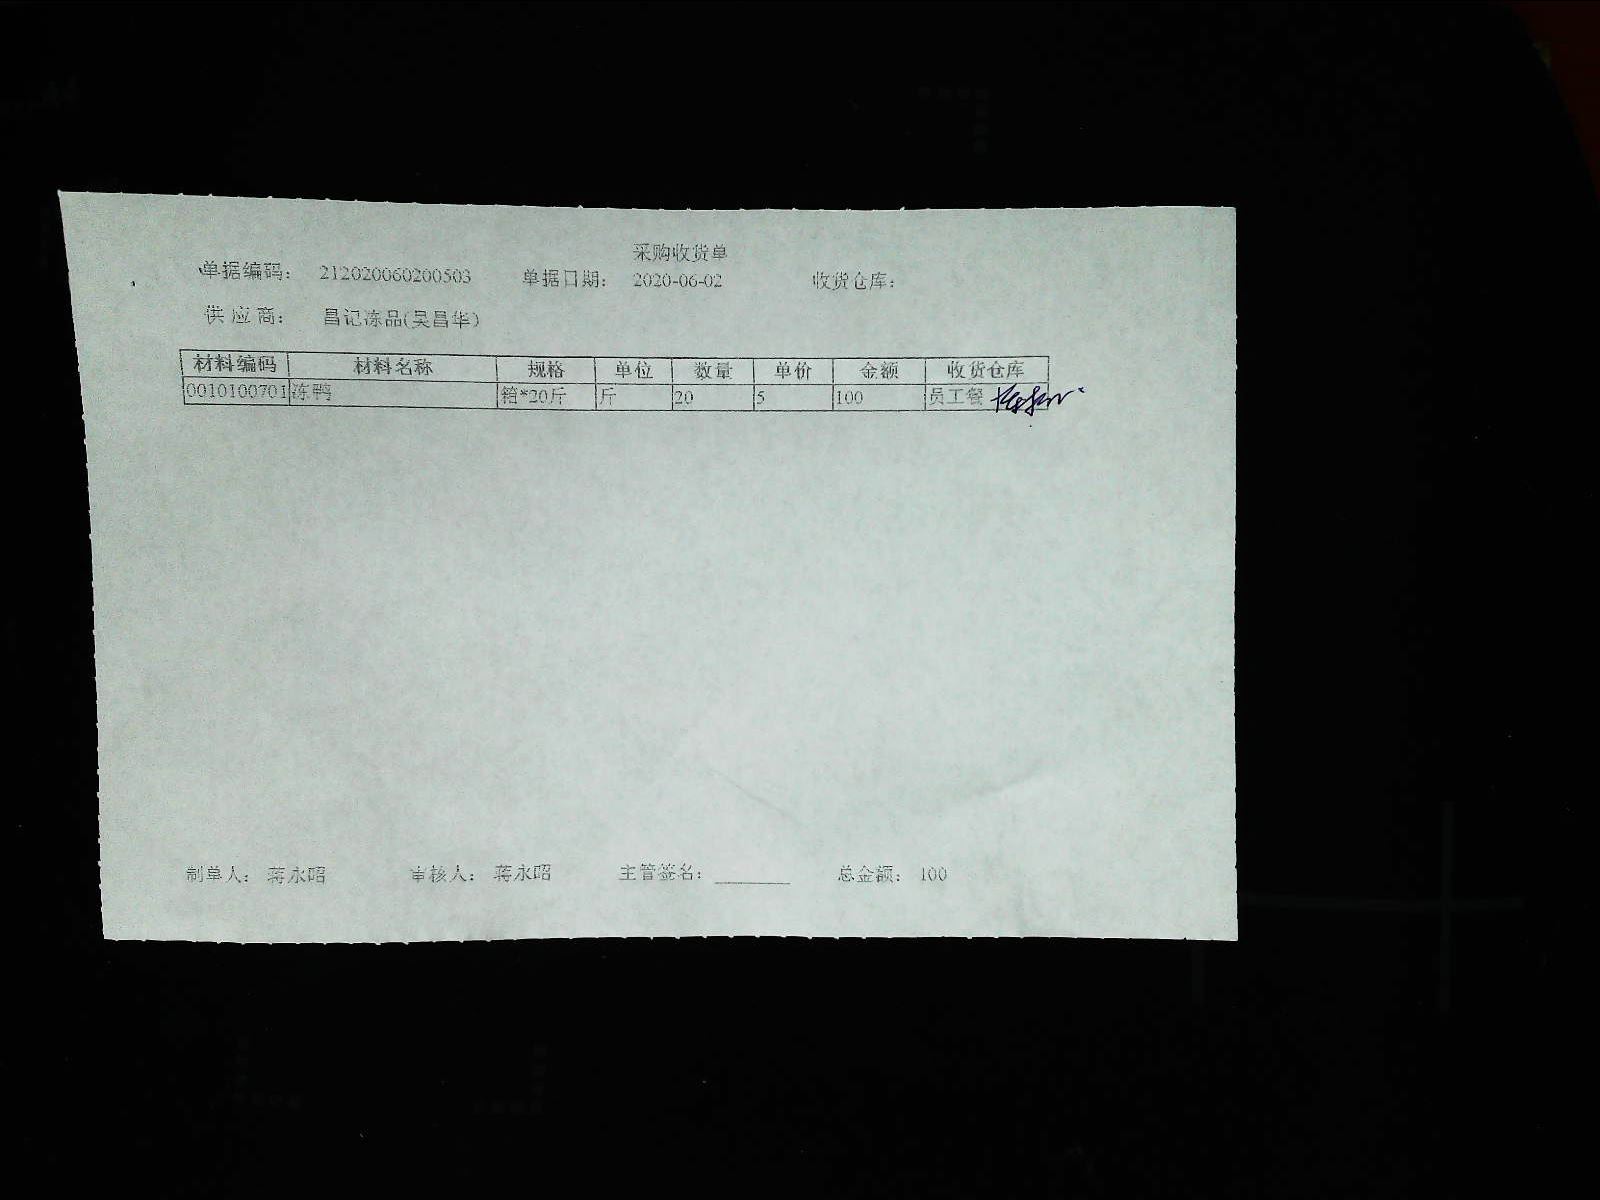 采购收货单
单据编码： 212020060200503 单据日期： 2020-06-02 收货仓库：
供应商： 昌记冻品(吴昌华)
材料编码 材料名称 规格 单位 数量 单价 金额 收货仓库
0010100701 冻鸭 箱*20斤 斤 20 5 100 员工餐
制单人： 蒋永昭 审核人： 蒋永昭 主管签名： 总金额： 100